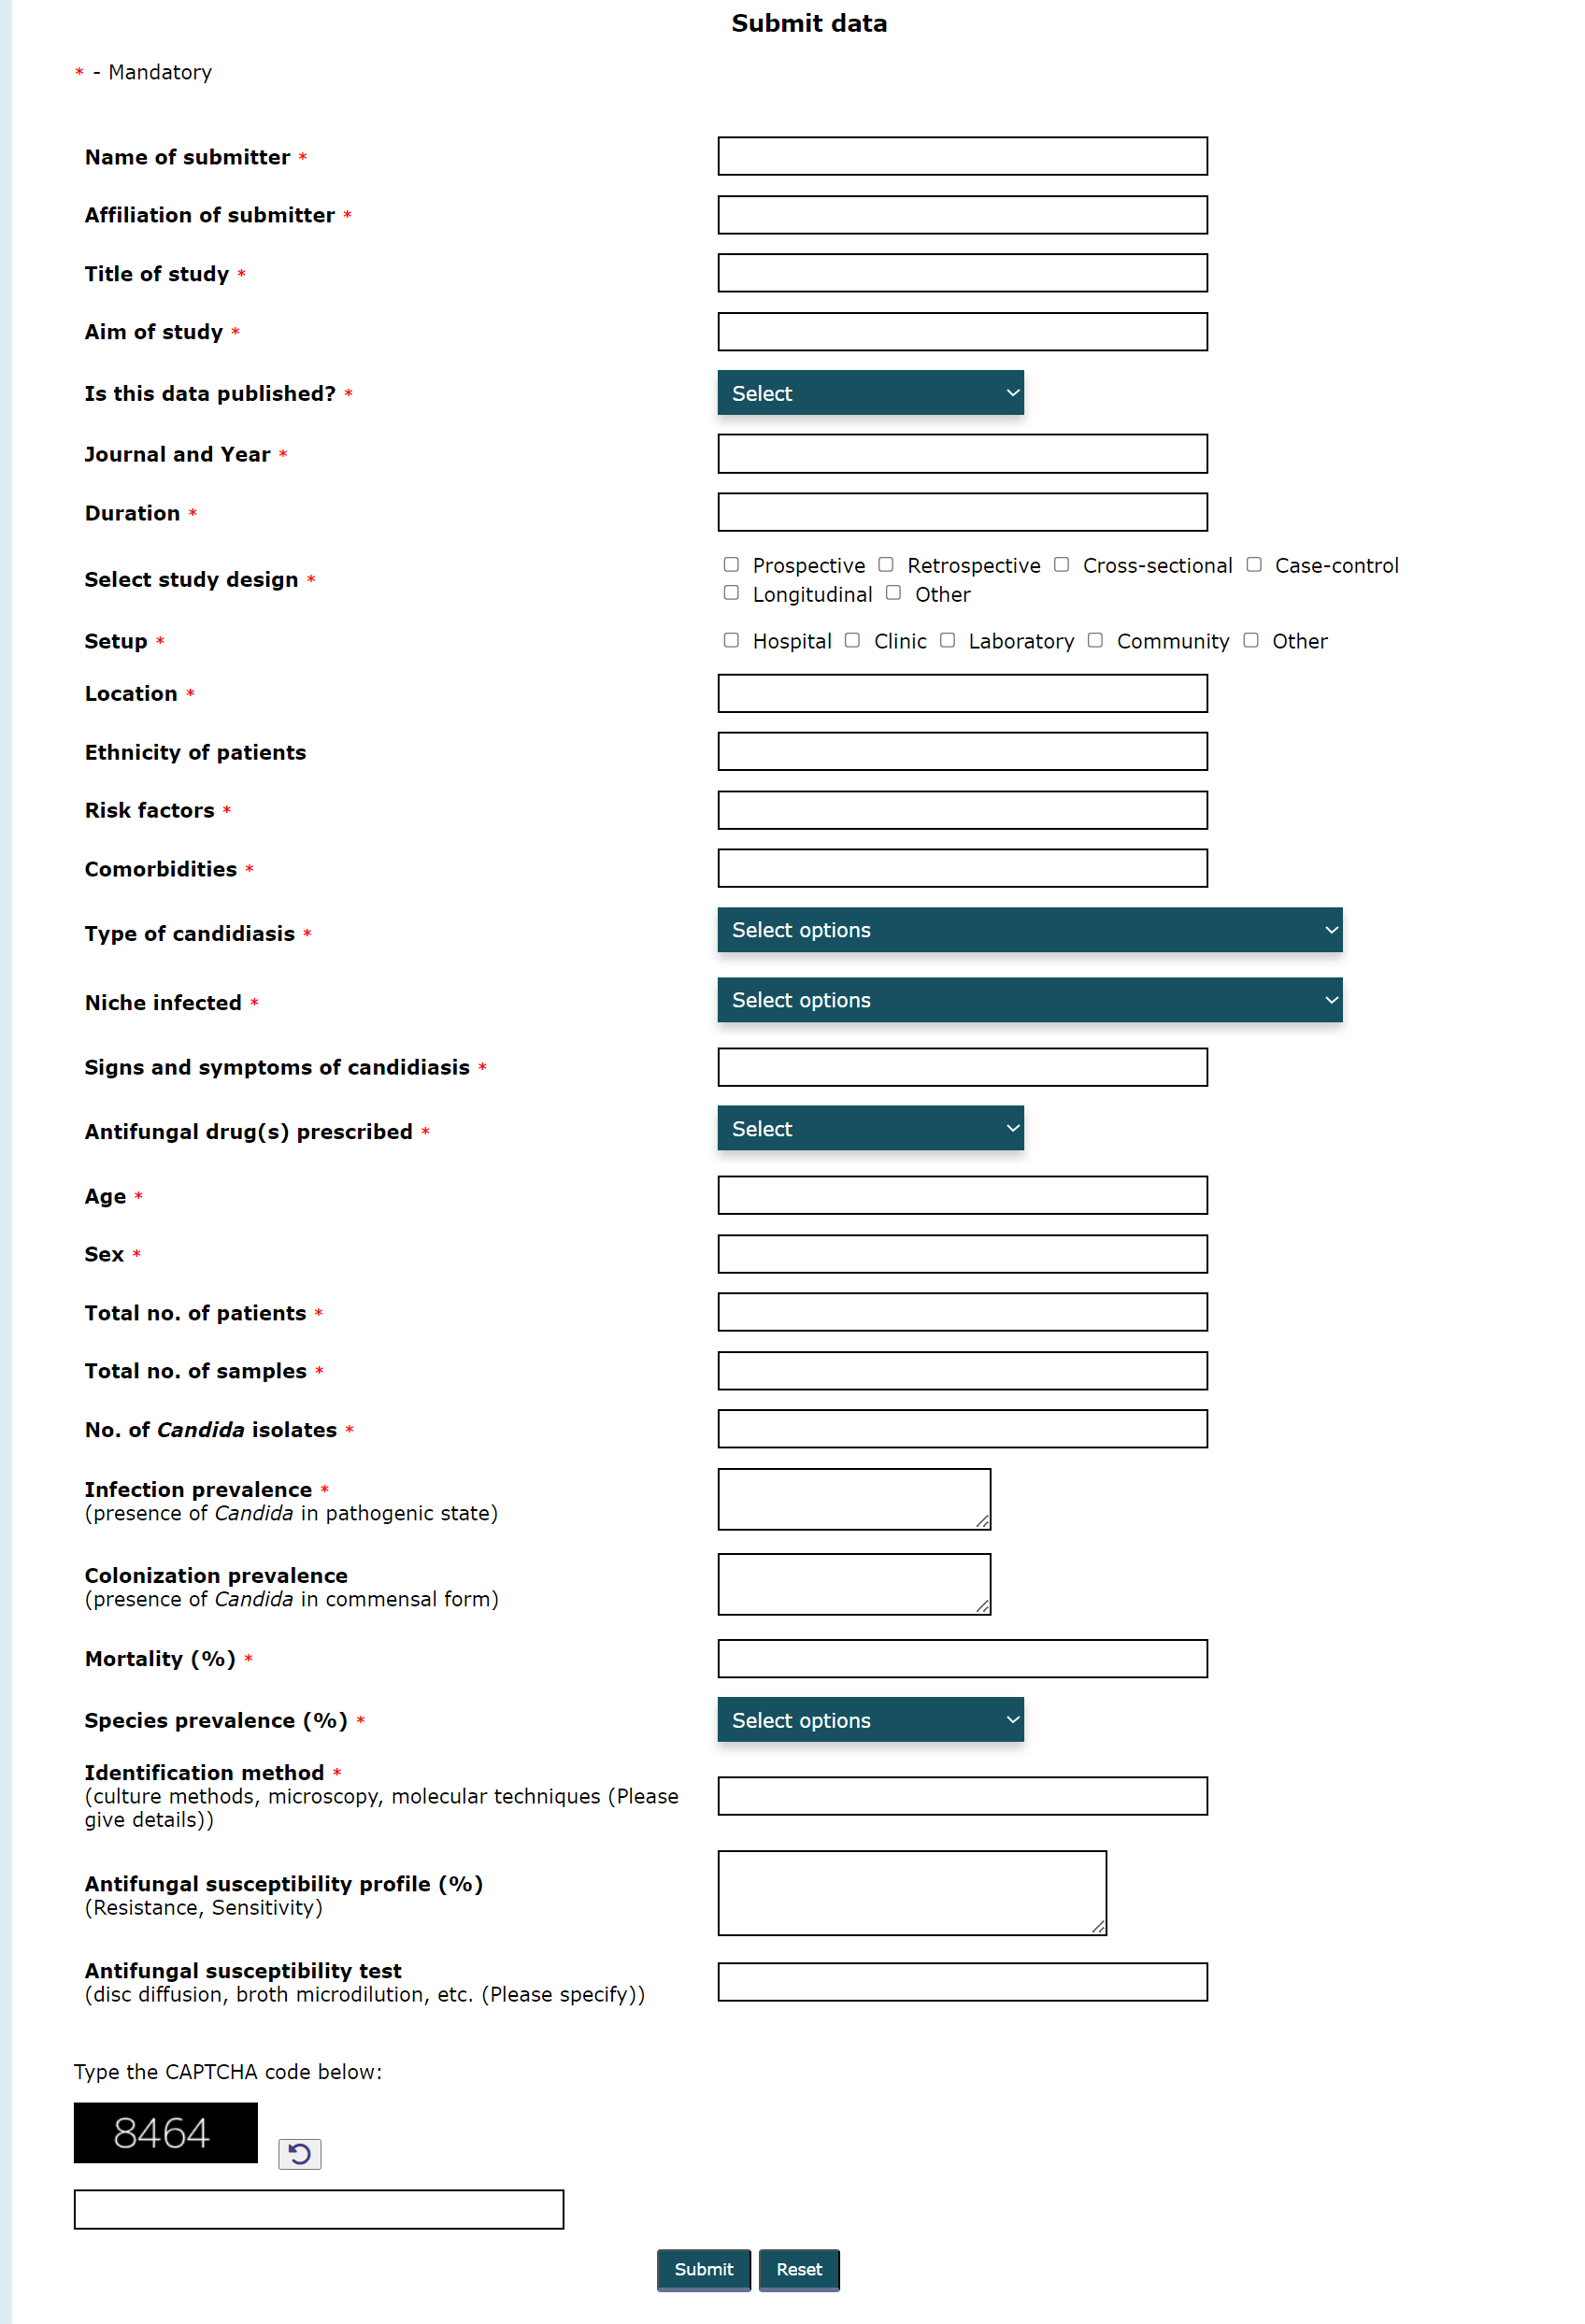 Submit data
* - Mandatory
Name of submitter *
Affiliation of submitter *
Title of study *
Aim of study *
Is this data published? * Select
Journal and Year *
Duration *
Select study design * Prospective Retrospective Cross-sectional Case-control
Longitudinal Other
Setup * Hospital Clinic Laboratory Community Other
Location *
Ethnicity of patients
Risk factors *
Comorbidities *
Type of candidiasis * Select options
Niche infected * Select options
Signs and symptoms of candidiasis *
Antifungal drug(s) prescribed * Select
Age *
Sex *
Total no. of patients *
Total no. of samples *
No. of Candida isolates *
Infection prevalence *
(presence of Candida in pathogenic state)
Colonization prevalence
(presence of Candida in commensal form)
Mortality (%) *
Species prevalence (%) * Select options
Identification method *
(culture methods, microscopy, molecular techniques (Please
give details))
Antifungal susceptibility profile (%)
(Resistance, Sensitivity)
Antifungal susceptibility test
(disc diffusion, broth microdilution, etc. (Please specify))
Type the CAPTCHA code below:
8464
Submit Reset